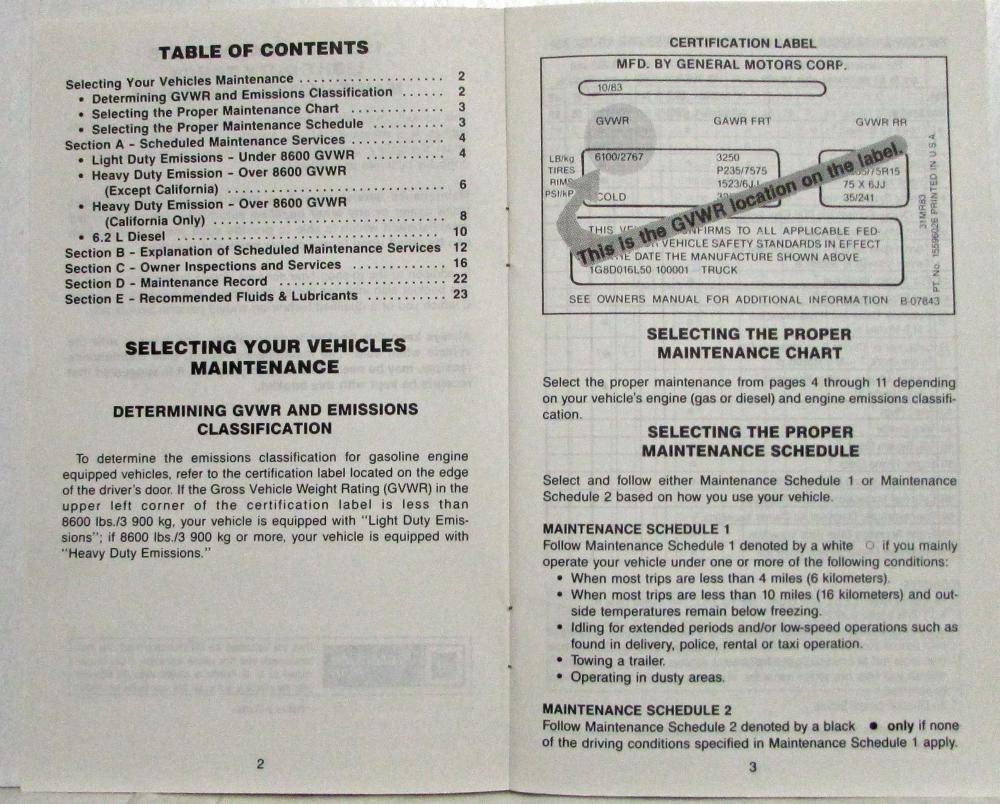 TABLE OF CONTENTS
Selecting Your Vehicles Maintenance .................... 2
• Determining GVWR and Emissions Classification ...... 2
• Selecting the Proper Maintenance Chart ............. 3
• Selecting the Proper Maintenance Schedule .......... 3
Section A - Scheduled Maintenance Services ............. 4
• Light Duty Emissions - Under 8600 GVWR ........... 4
• Heavy Duty Emission - Over 8600 GVWR
(Except California) .............................. 6
• Heavy Duty Emission - Over 8600 GVWR
(California Only) ................................ 8
• 6.2 L Diesel ..................................... 10
Section B - Explanation of Scheduled Maintenance Services 12
Section C - Owner Inspections and Services ............. 16
Section D - Maintenance Record ........................ 22
Section E - Recommended Fluids & Lubricants ........... 23
SELECTING YOUR VEHICLES
MAINTENANCE
DETERMINING GVWR AND EMISSIONS
CLASSIFICATION
To determine the emissions classification for gasoline engine
equipped vehicles, refer to the certification label located on the edge
of the driver's door. If the Gross Vehicle Weight Rating (GVWR) in the
upper left corner of the certification label is less than
8600 lbs./3 900 kg, your vehicle is equipped with "Light Duty Emis-
sions"; if 8600 lbs./3 900 kg or more, your vehicle is equipped with
"Heavy Duty Emissions."
2
CERTIFICATION LABEL
MFD. BY GENERAL MOTORS CORP.
10/83
GVWR GAWR FRT GVWR RR
LB/kg 6100/2767 3250
TIRES P235/7575 /75R15
RIMS 1523/6JJ 75 X 6JJ
PSI/kP COLD 35/241
This is the GVWR location on the label.
THIS ALL APPLICABLE FED-
VEHICLE SAFETY STANDARDS IN EFFECT
DATE THE MANUFACTURE SHOWN ABOVE
1G8D016L50 100001 TRUCK
31MR83
PT. No. 15596026 PRINTED IN U.S.A.
SEE OWNERS MANUAL FOR ADDITIONAL INFORMATION B-07843
SELECTING THE PROPER
MAINTENANCE CHART
Select the proper maintenance from pages 4 through 11 depending
on your vehicle's engine (gas or diesel) and engine emissions classifi-
cation.
SELECTING THE PROPER
MAINTENANCE SCHEDULE
Select and follow either Maintenance Schedule 1 or Maintenance
Schedule 2 based on how you use your vehicle.
MAINTENANCE SCHEDULE 1
Follow Maintenance Schedule 1 denoted by a white ○ if you mainly
operate your vehicle under one or more of the following conditions:
• When most trips are less than 4 miles (6 kilometers).
• When most trips are less than 10 miles (16 kilometers) and out-
side temperatures remain below freezing.
• Idling for extended periods and/or low-speed operations such as
found in delivery, police, rental or taxi operation.
• Towing a trailer.
• Operating in dusty areas.
MAINTENANCE SCHEDULE 2
Follow Maintenance Schedule 2 denoted by a black ● only if none
of the driving conditions specified in Maintenance Schedule 1 apply.
3